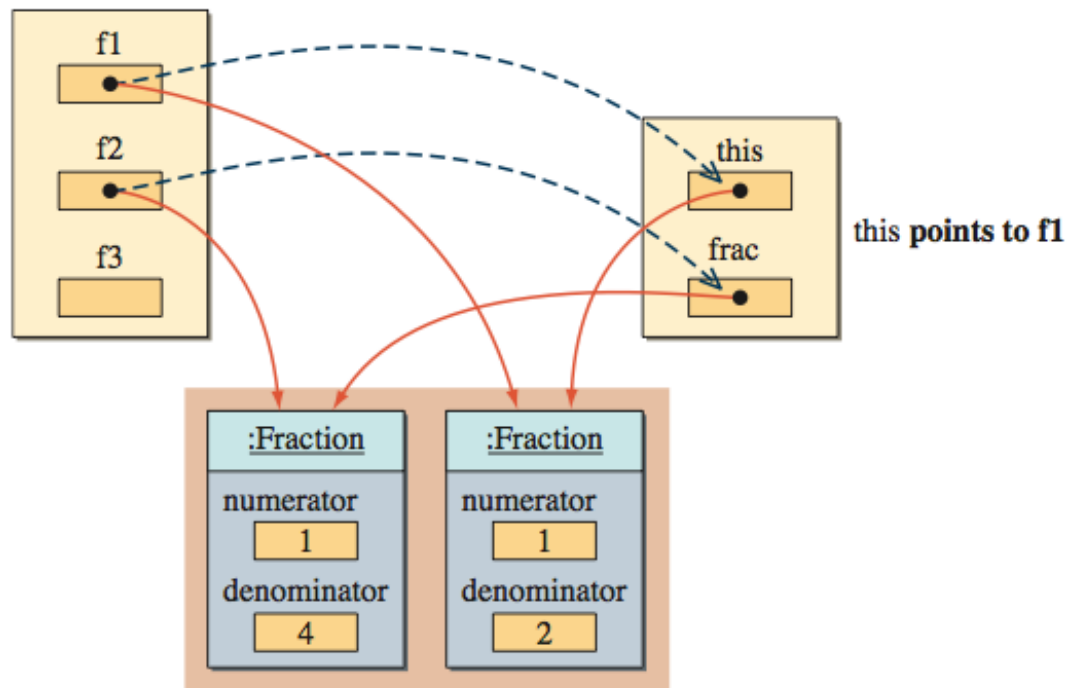 f1
f2
f3
this
frac
this points to f1
:Fraction
numerator
1
denominator
4
:Fraction
numerator
1
denominator
2